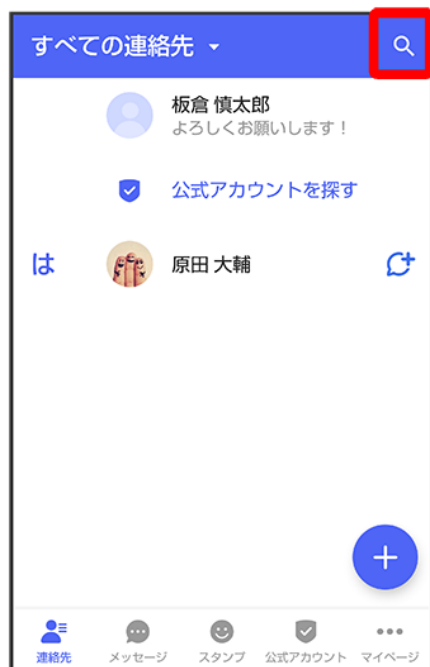 すべての連絡先
板倉 慎太郎
よろしくお願いします！
公式アカウントを探す
は
原田 大輔
連絡先
メッセージ
スタンプ
公式アカウント
マイページ